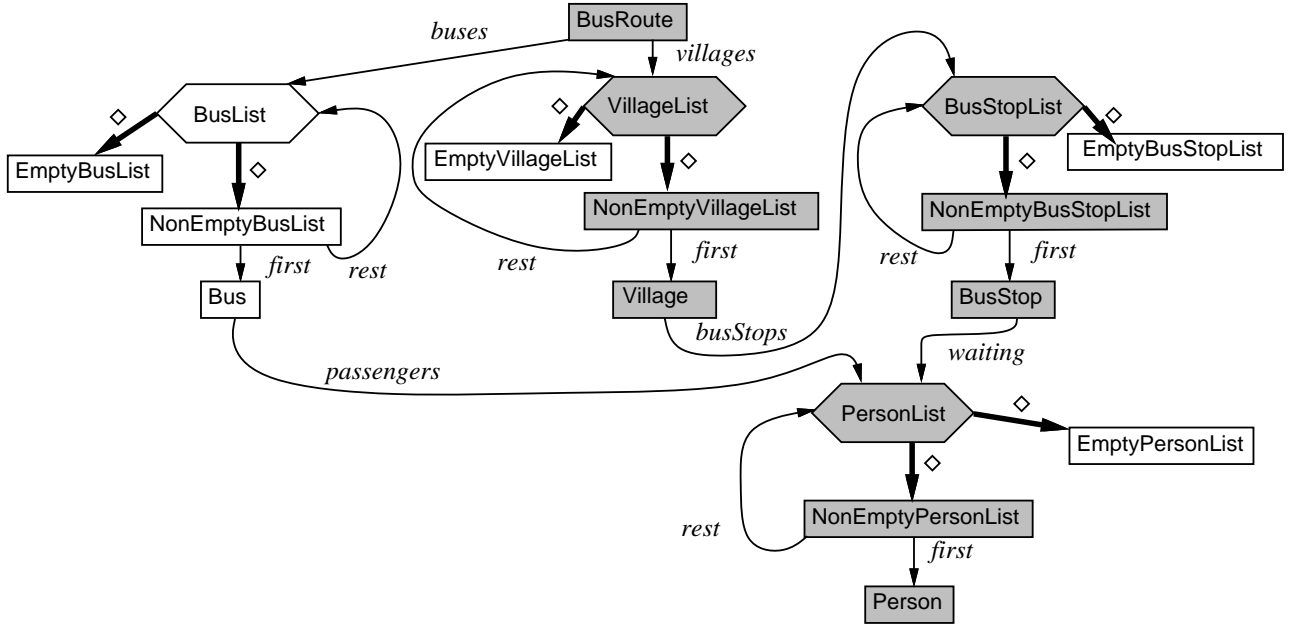 BusRoute
buses
villages
BusList
VillageList
BusStopList
EmptyBusList
EmptyVillageList
EmptyBusStopList
NonEmptyBusList
NonEmptyVillageList
NonEmptyBusStopList
first
rest
rest
first
rest
first
Bus
Village
BusStop
busStops
waiting
passengers
PersonList
EmptyPersonList
NonEmptyPersonList
rest
first
Person